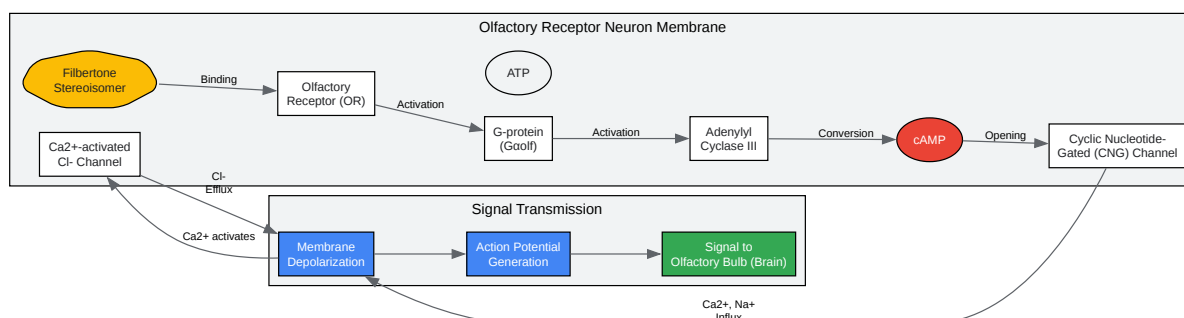 Olfactory Receptor Neuron Membrane
Filbertone
Stereoisomer
Binding
Olfactory
Receptor (OR)
Activation
ATP
G-protein
(Gαolf)
Activation
Adenylyl
Cyclase III
Conversion
cAMP
Opening
Cyclic Nucleotide-
Gated (CNG) Channel
Ca2+-activated
Cl- Channel
Cl-
Efflux
Ca2+ activates
Signal Transmission
Membrane
Depolarization
Action Potential
Generation
Signal to
Olfactory Bulb (Brain)
Ca2+, Na+
Influx